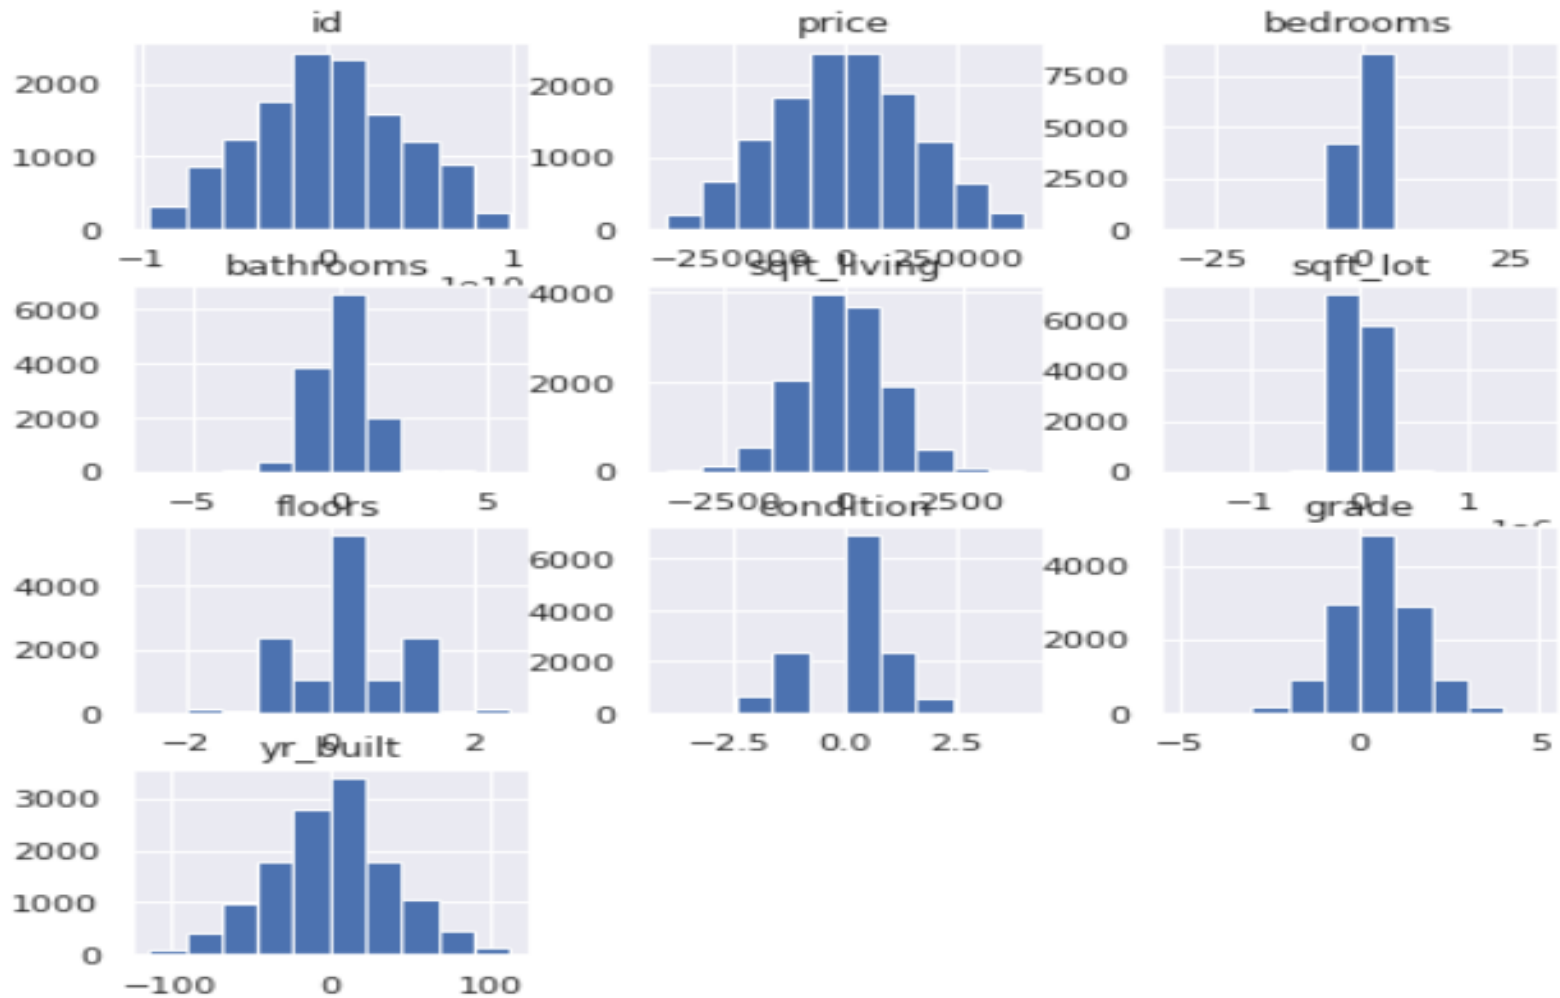 id price bedrooms
2000 2000 7500
1000 1000 5000
2500
0 0 0
−1 0 1 −250000 0 250000 −25 0 25
bathrooms sqft_living sqft_lot
6000 4000 6000
4000 2000 4000
2000 2000
0 0 0
−5 0 5 −2500 0 2500 −1 0 1
floors condition grade
4000 6000 4000
2000 4000 2000
2000
0 0 0
−2 0 2 −2.5 0.0 2.5 −5 0 5
yr_built
3000
2000
1000
0
−100 0 100